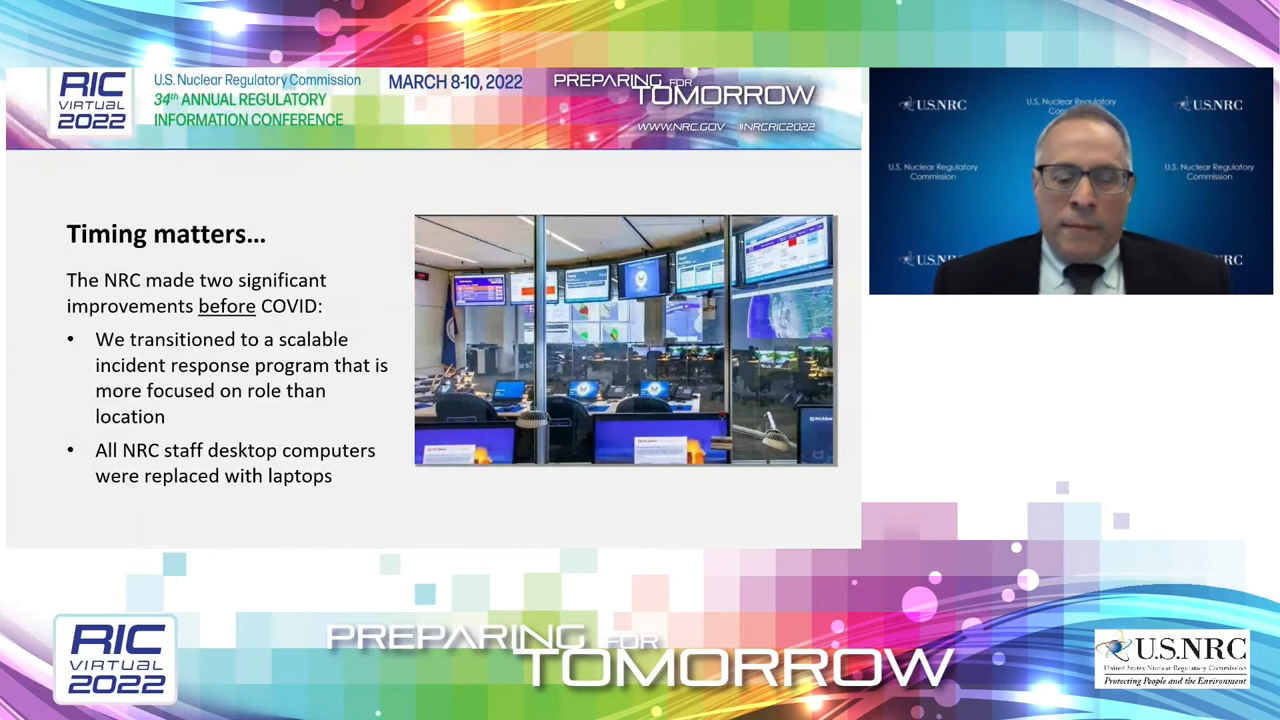 RIC
VIRTUAL
2022
U.S. Nuclear Regulatory Commission
34th ANNUAL REGULATORY
INFORMATION CONFERENCE
MARCH 8-10, 2022
PREPARING FOR
TOMORROW
WWW.NRC.GOV #NRCRIC2022
Timing matters...
The NRC made two significant
improvements before COVID:
• We transitioned to a scalable
incident response program that is
more focused on role than
location
• All NRC staff desktop computers
were replaced with laptops
U.S.NRC
U.S. Nuclear Regulatory
U.S.NRC
U.S. Nuclear Regulatory
Commission
U.S. Nuclear Regulatory
Commission
U.S.NRC
RIC
VIRTUAL
2022
PREPARING FOR
TOMORROW
U.S.NRC
United States Nuclear Regulatory Commission
Protecting People and the Environment